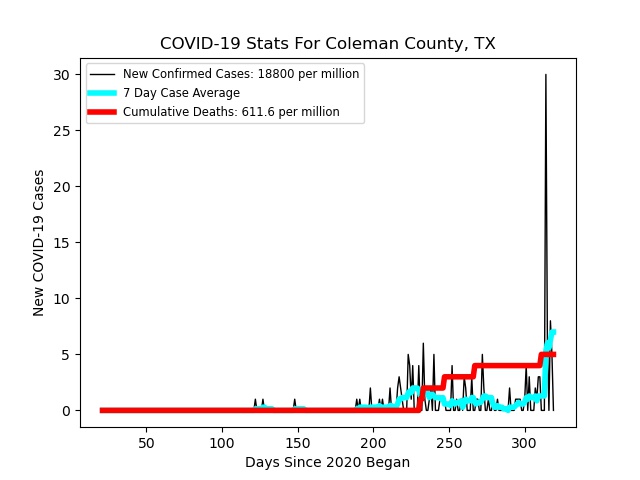 COVID-19 Stats For Coleman County, TX
New Confirmed Cases: 18800 per million
7 Day Case Average
Cumulative Deaths: 611.6 per million
New COVID-19 Cases
30
25
20
15
10
5
0
50 100 150 200 250 300
Days Since 2020 Began